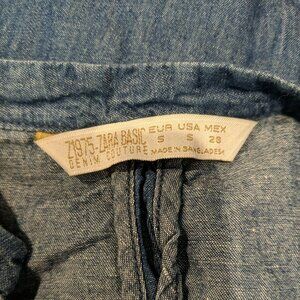 Z1975-ZARA BASIC
DENIM COUTURE
EUR USA MEX
S S 28
MADE IN BANGLADESH